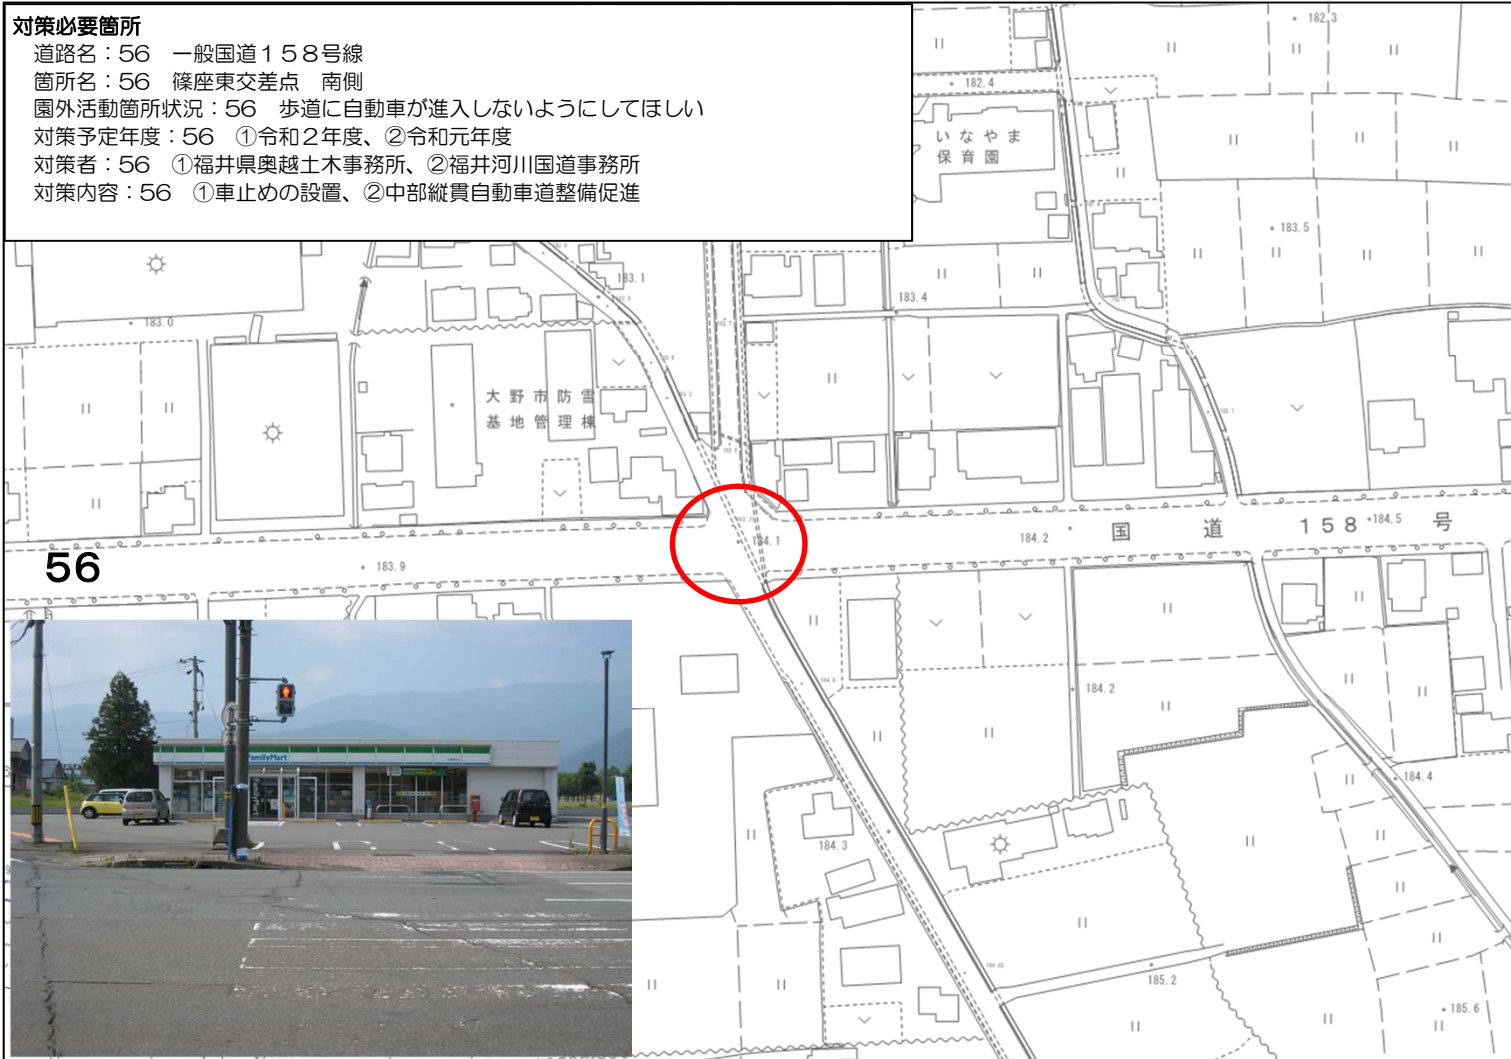 対策必要箇所
道路名：56　一般国道１５８号線
箇所名：56　篠座東交差点　南側
園外活動箇所状況：56　歩道に自動車が進入しないようにしてほしい
対策予定年度：56　①令和２年度、②令和元年度
対策者：56　①福井県奥越土木事務所、②福井河川国道事務所
対策内容：56　①車止めの設置、②中部縦貫自動車道整備促進
182.3
182.4
いなやま
保育園
183.5
183.1
183.4
183.0
大野市防雪
基地管理棟
184.1
184.2
国道158号
184.5
56
183.9
184.2
FamilyMart
184.4
184.3
185.2
185.6